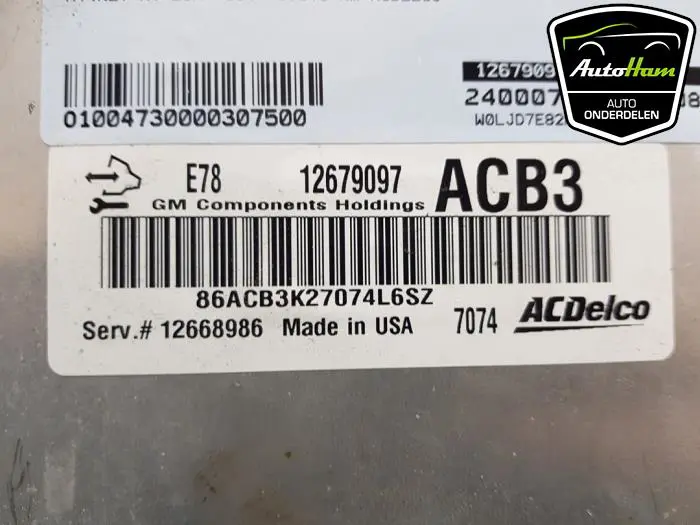 01004730000307500
1267909
240007
W0LJD7E82
AutoHam
AUTO
ONDERDELEN
E78 12679097 ACB3
GM Components Holdings
86ACB3K27074L6SZ
Serv.# 12668986 Made in USA 7074 ACDelco